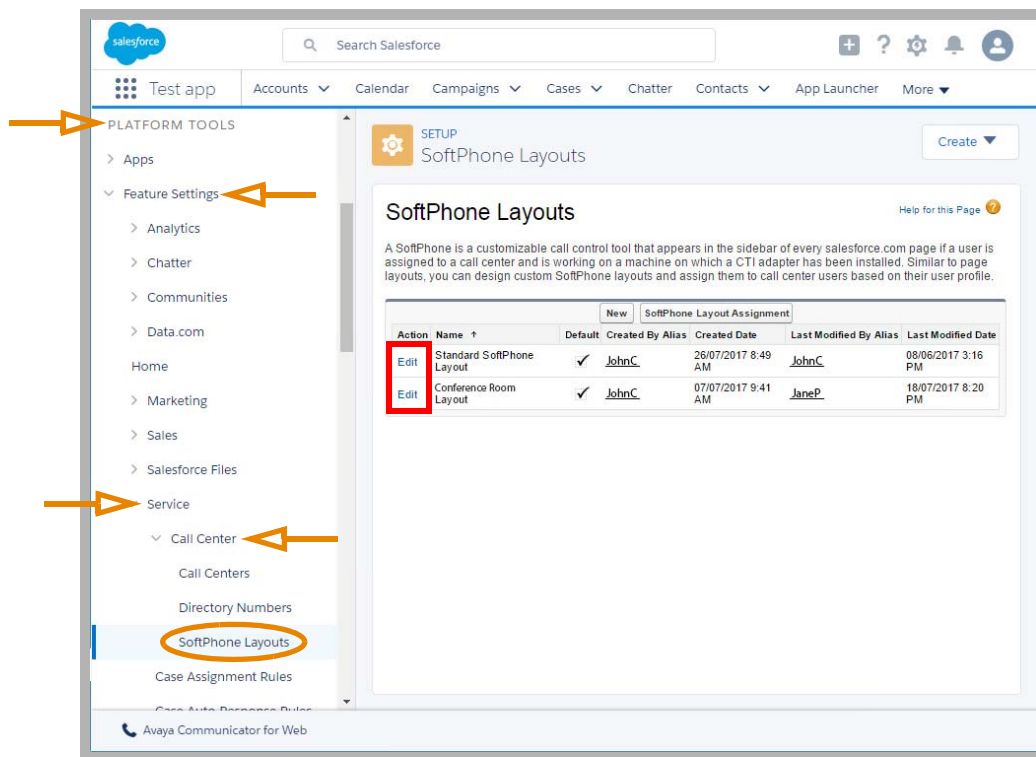 salesforce
Search Salesforce
Test app
Accounts
Calendar
Campaigns
Cases
Chatter
Contacts
App Launcher
More
PLATFORM TOOLS
Apps
Feature Settings
Analytics
Chatter
Communities
Data.com
Home
Marketing
Sales
Salesforce Files
Service
Call Center
Call Centers
Directory Numbers
SoftPhone Layouts
Case Assignment Rules
Case Auto-Response Rules
SETUP
SoftPhone Layouts
Create
SoftPhone Layouts
Help for this Page
A SoftPhone is a customizable call control tool that appears in the sidebar of every salesforce.com page if a user is
assigned to a call center and is working on a machine on which a CTI adapter has been installed. Similar to page
layouts, you can design custom SoftPhone layouts and assign them to call center users based on their user profile.
New SoftPhone Layout Assignment
Action Name ↑ Default Created By Alias Created Date Last Modified By Alias Last Modified Date
Edit Standard SoftPhone Layout JohnC 26/07/2017 8:49 AM JohnC 08/06/2017 3:16 PM
Edit Conference Room Layout JohnC 07/07/2017 9:41 AM JaneP 18/07/2017 8:20 PM
Avaya Communicator for Web